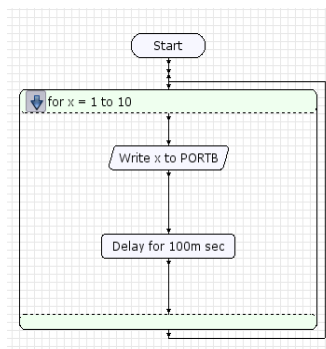 Start
for x = 1 to 10
Write x to PORTB
Delay for 100m sec